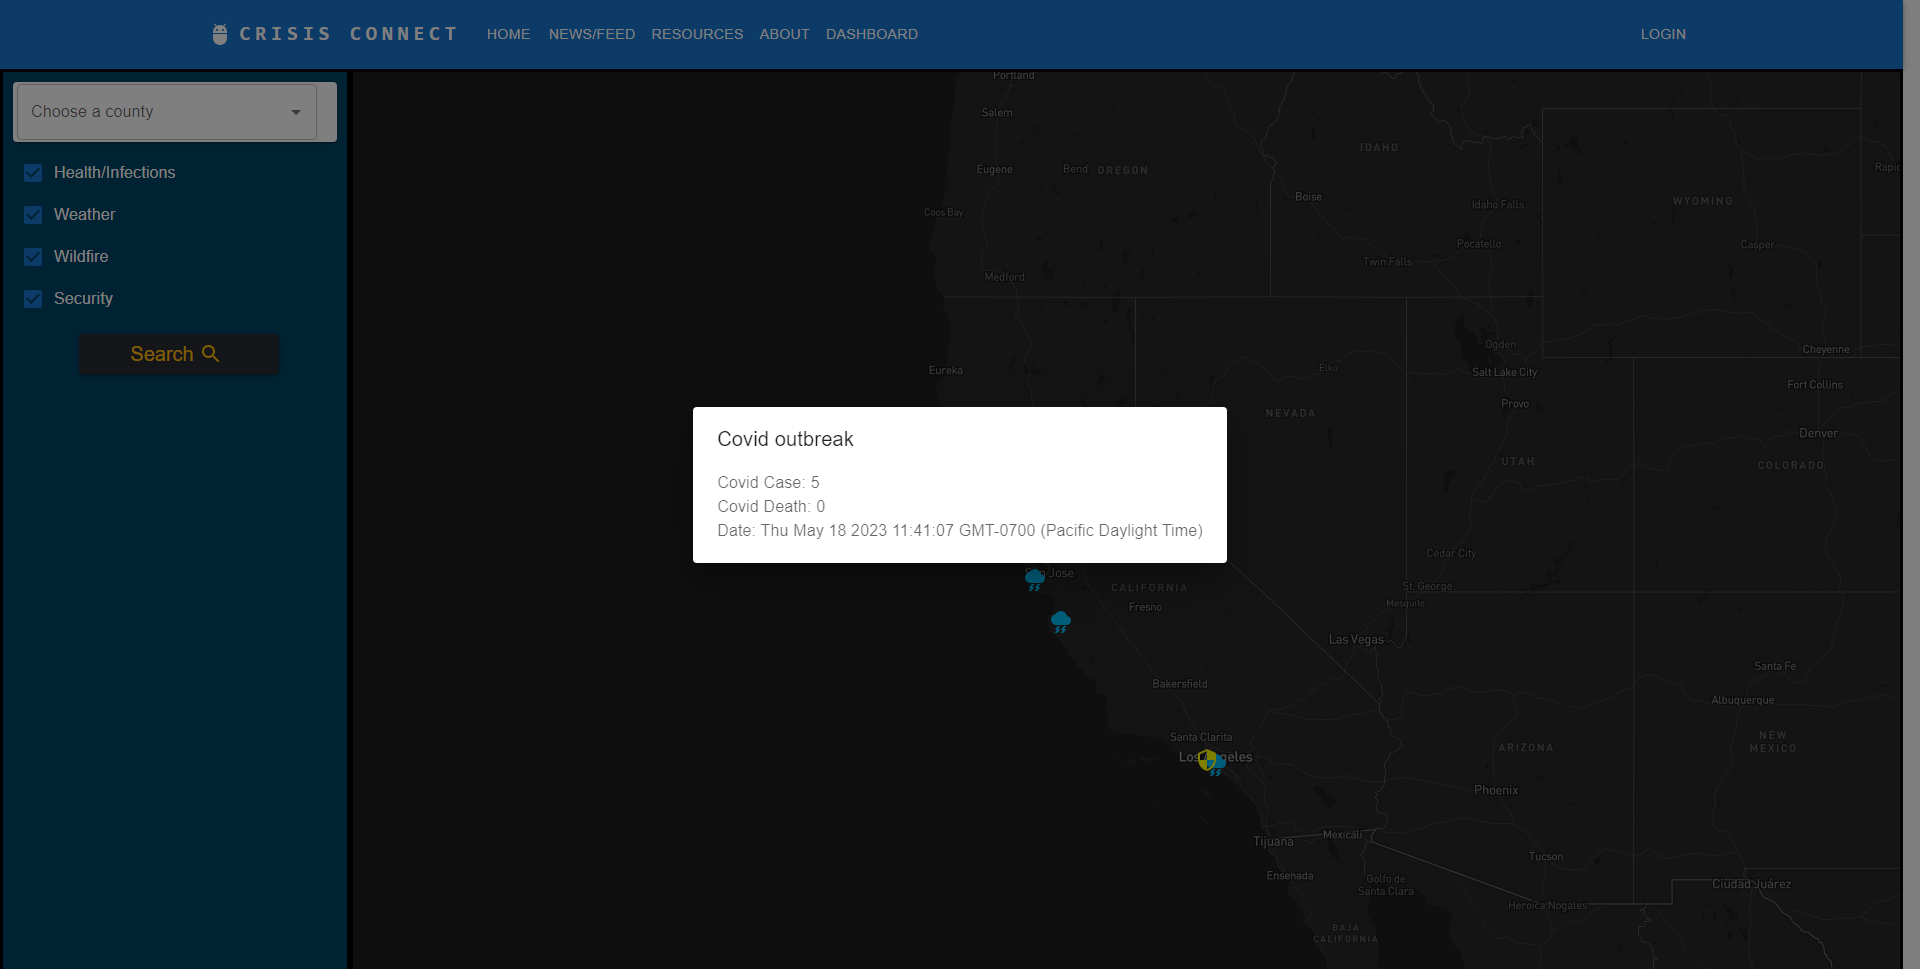 CRISIS CONNECT
HOME
NEWS/FEED
RESOURCES
ABOUT
DASHBOARD
LOGIN
Choose a county
Health/Infections
Weather
Wildfire
Security
Search
Covid outbreak
Covid Case: 5
Covid Death: 0
Date: Thu May 18 2023 11:41:07 GMT-0700 (Pacific Daylight Time)
Portland
Salem
Eugene
Bend
OREGON
Coos Bay
Medford
IDAHO
Boise
Idaho Falls
Pocatello
Twin Falls
WYOMING
Casper
Cheyenne
Fort Collins
Eureka
Elko
NEVADA
Ogden
Salt Lake City
Provo
UTAH
Denver
COLORADO
Cedar City
St. George
Mesquite
Las Vegas
CALIFORNIA
Fresno
Bakersfield
Santa Clarita
Santa Fe
Albuquerque
NEW
MEXICO
ARIZONA
Phoenix
Tucson
Tijuana
Mexicali
Ensenada
Golfo de
Santa Clara
Heroica Nogales
Ciudad Juárez
BAJA
CALIFORNIA